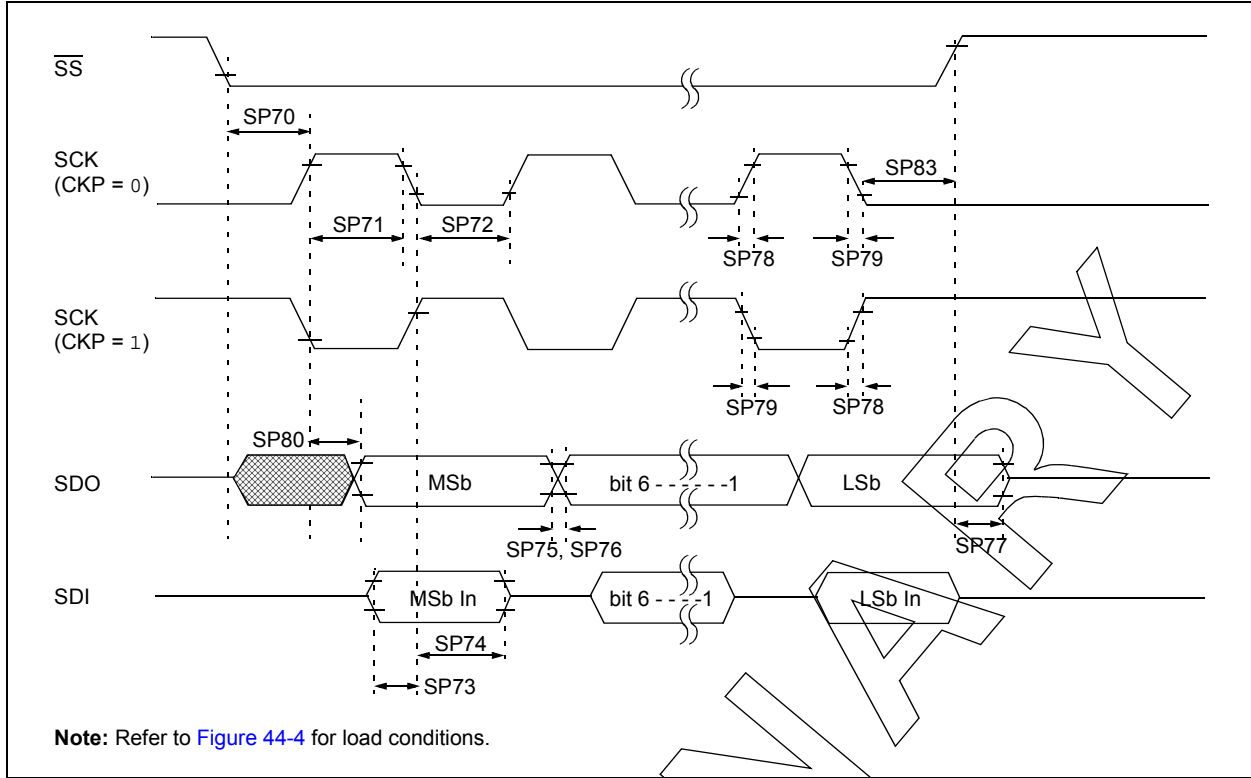 SS
SP70
SCK
(CKP = 0)
SP83
SP71
SP72
SP78
SP79
SCK
(CKP = 1)
SP79
SP78
SP80
SDO
MSb
bit 6 - - - - - -1
LSb
SP75, SP76
SP77
SDI
MSb In
bit 6 - - - -1
LSb In
SP74
SP73
Note: Refer to Figure 44-4 for load conditions.